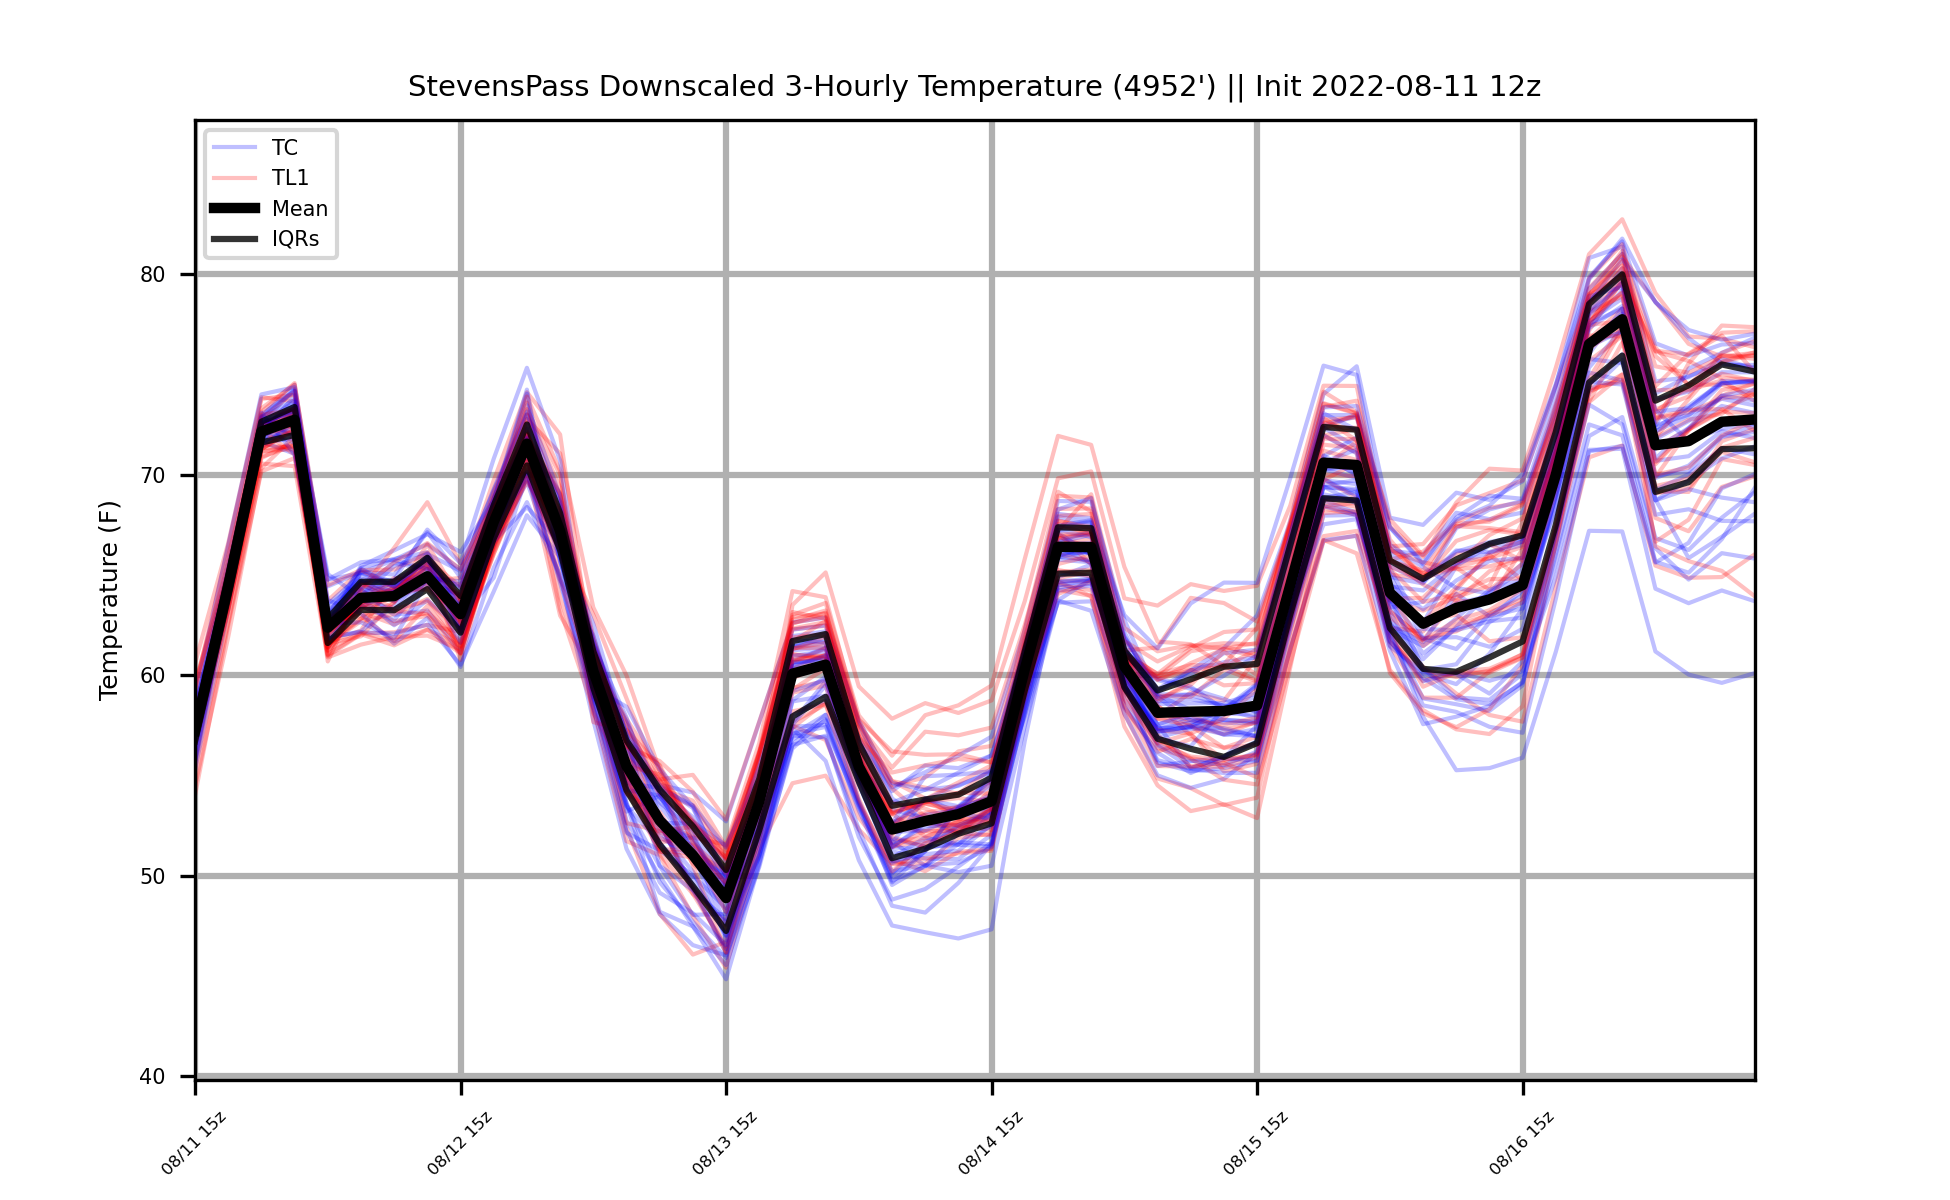 StevensPass Downscaled 3-Hourly Temperature (4952') || Init 2022-08-11 12z
TC
TL1
Mean
IQRs
Temperature (F)
80
70
60
50
40
08/11 15z
08/12 15z
08/13 15z
08/14 15z
08/15 15z
08/16 15z